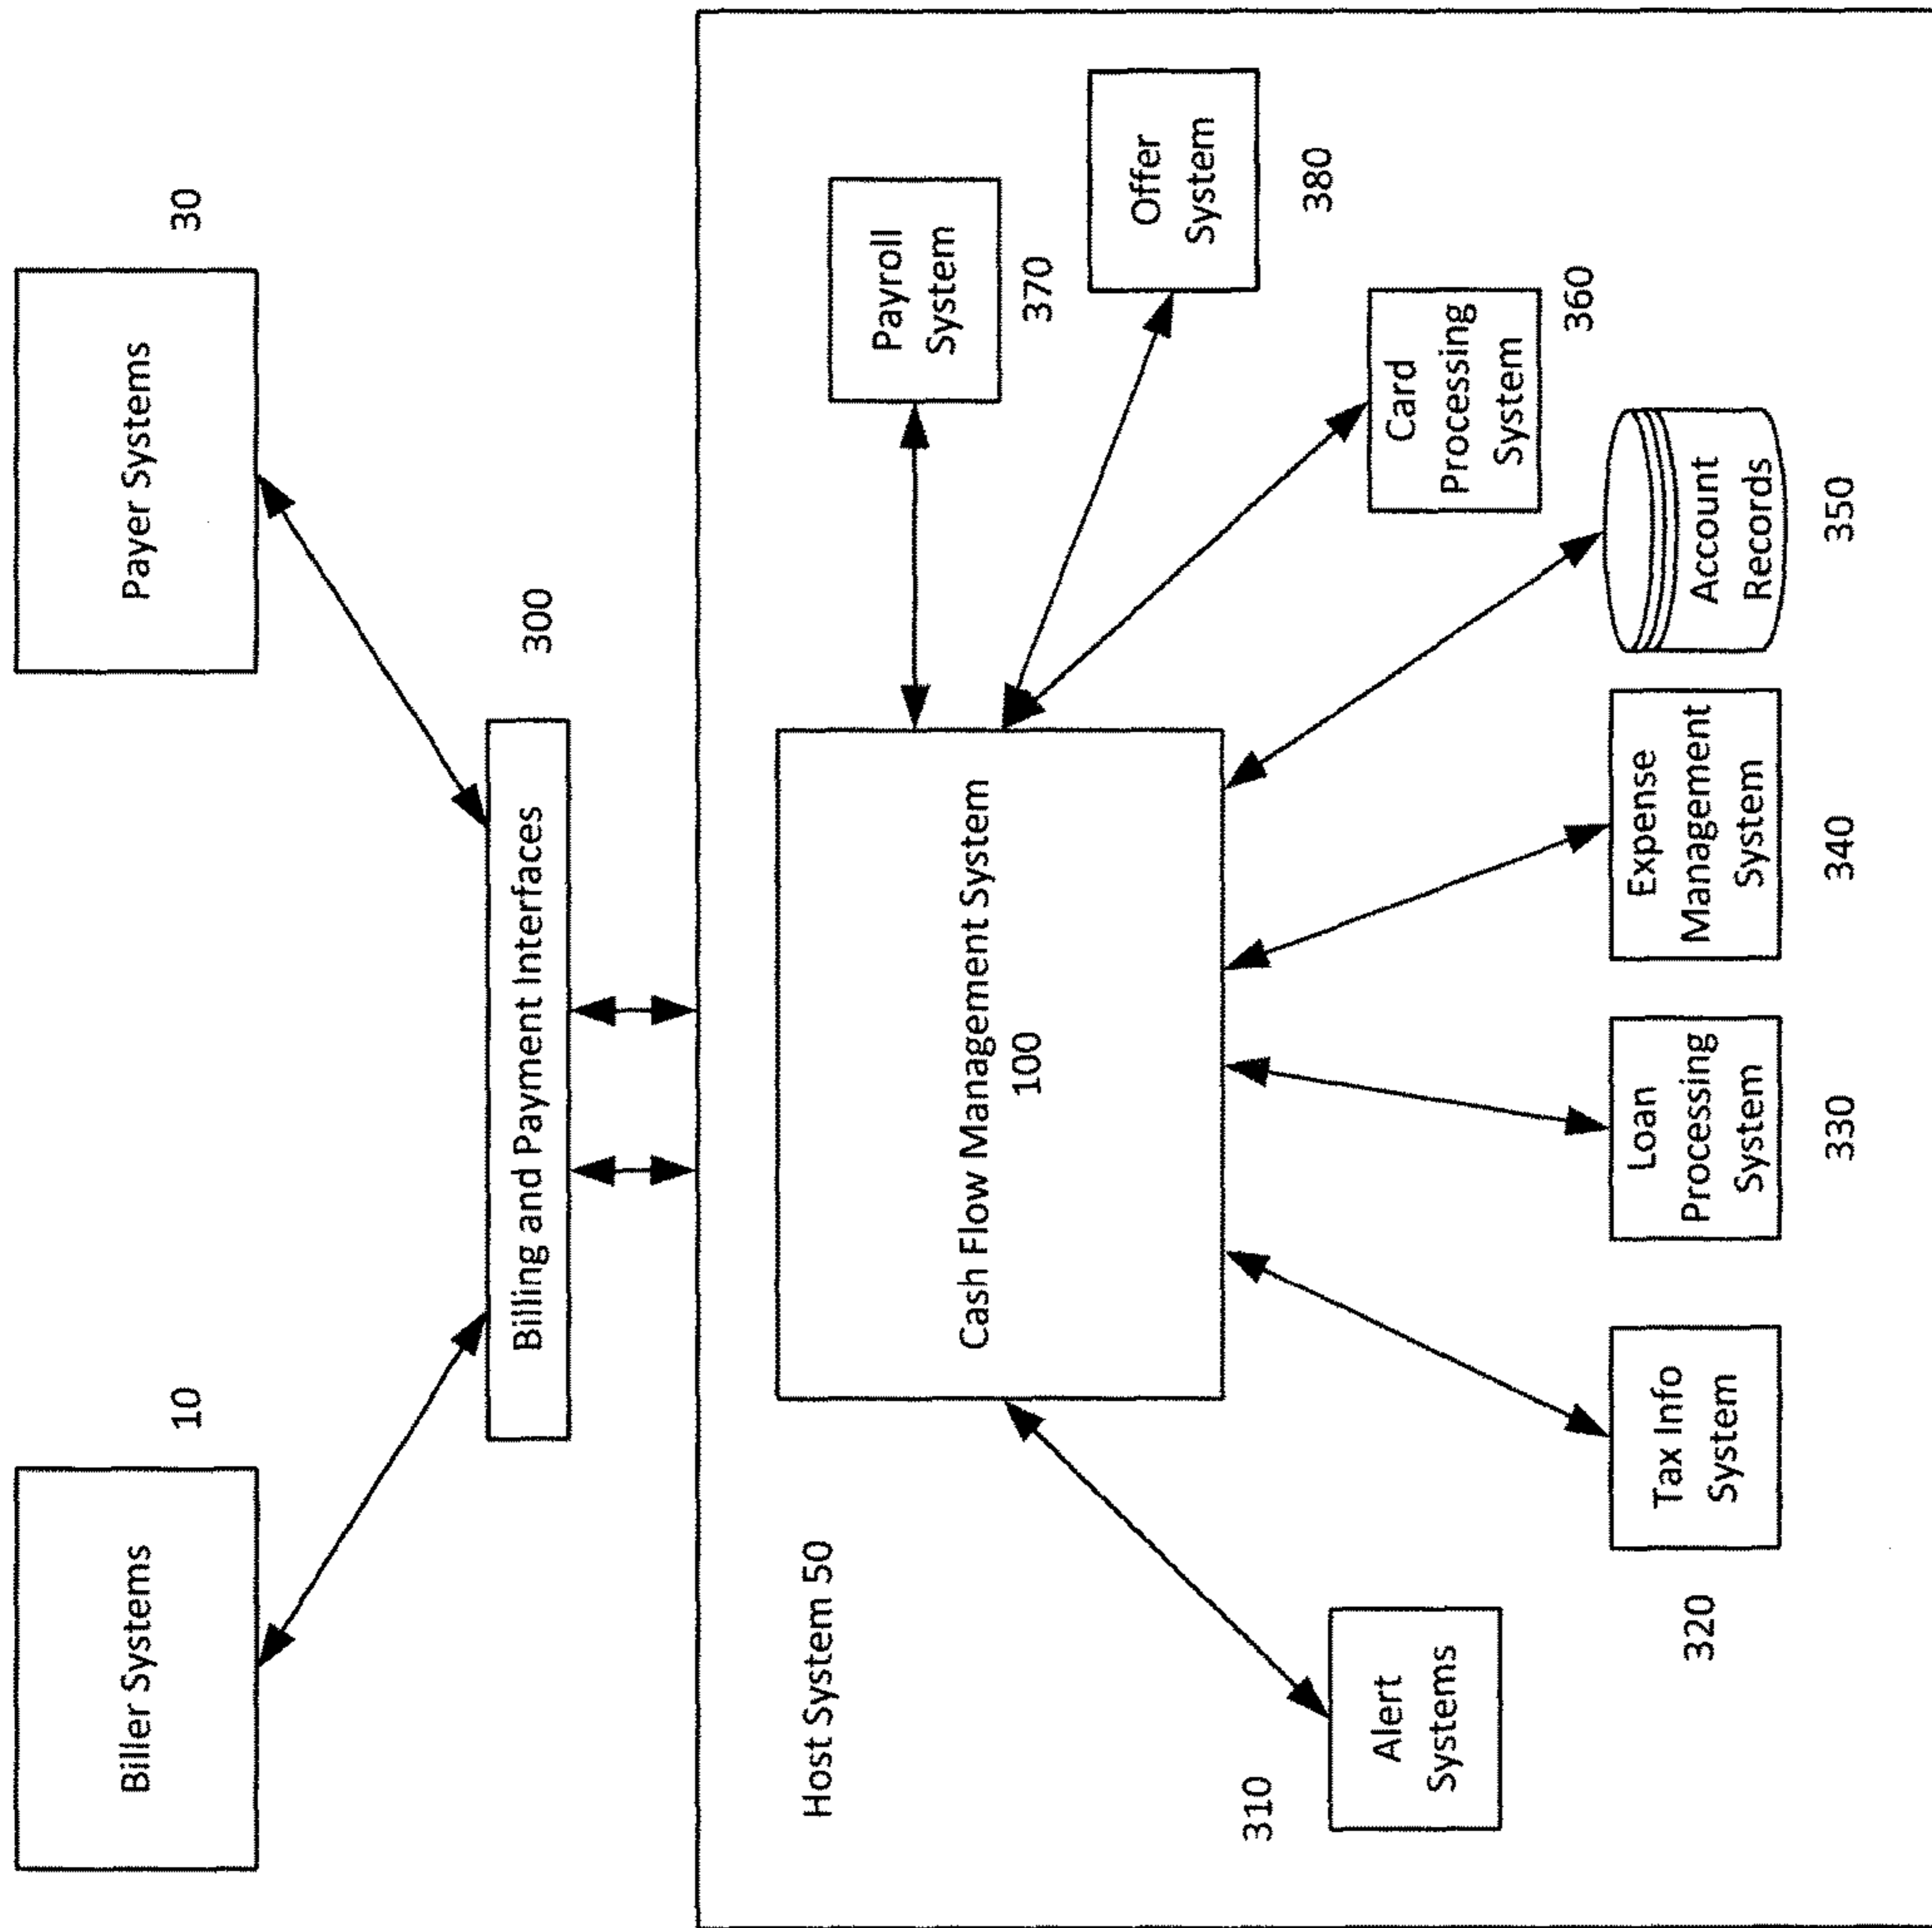 Biller Systems
10
Payer Systems
30
Billing and Payment Interfaces
300
Host System 50
Cash Flow Management System
100
Payroll
System
370
Offer
System
380
Card
Processing
System
360
Account
Records
350
Expense
Management
System
340
Loan
Processing
System
330
Tax Info
System
320
Alert
Systems
310